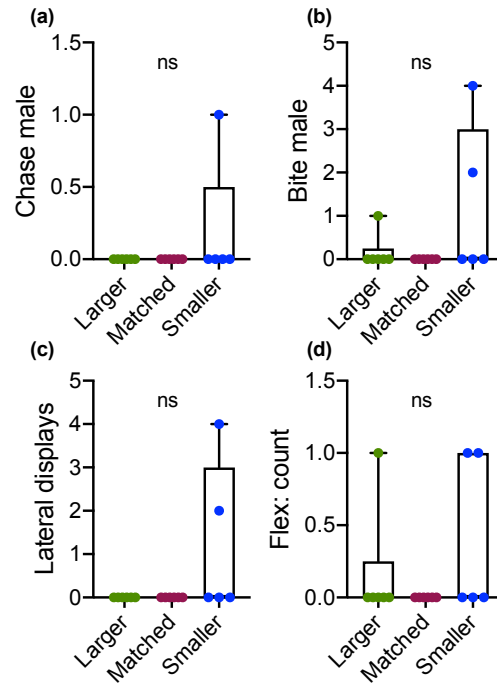 (a)
Chase male
1.5
1.0
0.5
0.0
ns
Larger
Matched
Smaller
(b)
Bite male
5
4
3
2
1
0
ns
Larger
Matched
Smaller
(c)
Lateral displays
5
4
3
2
1
0
ns
Larger
Matched
Smaller
(d)
Flex: count
1.5
1.0
0.5
0.0
ns
Larger
Matched
Smaller